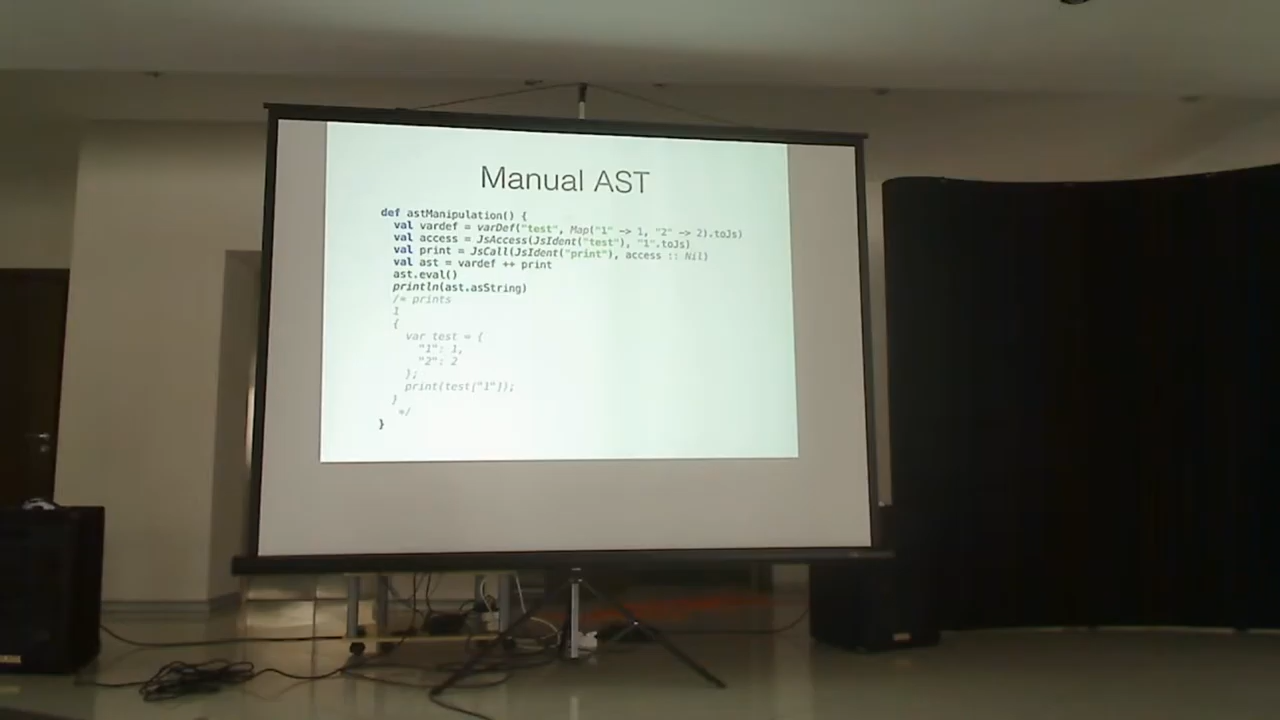 Manual AST
def astManipulation() {
val vardef = varDef("test", Map("1" -> 1, "2" -> 2).toJs)
val access = JsAccess(JsIdent("test"), "1".toJs)
val print = JsCall(JsIdent("print"), access :: Nil)
val ast = vardef ++ print
ast.eval()
println(ast.asString)
/* prints
1
{
var test = {
"1": 1,
"2": 2
};
print(test["1"]);
}
*/
}